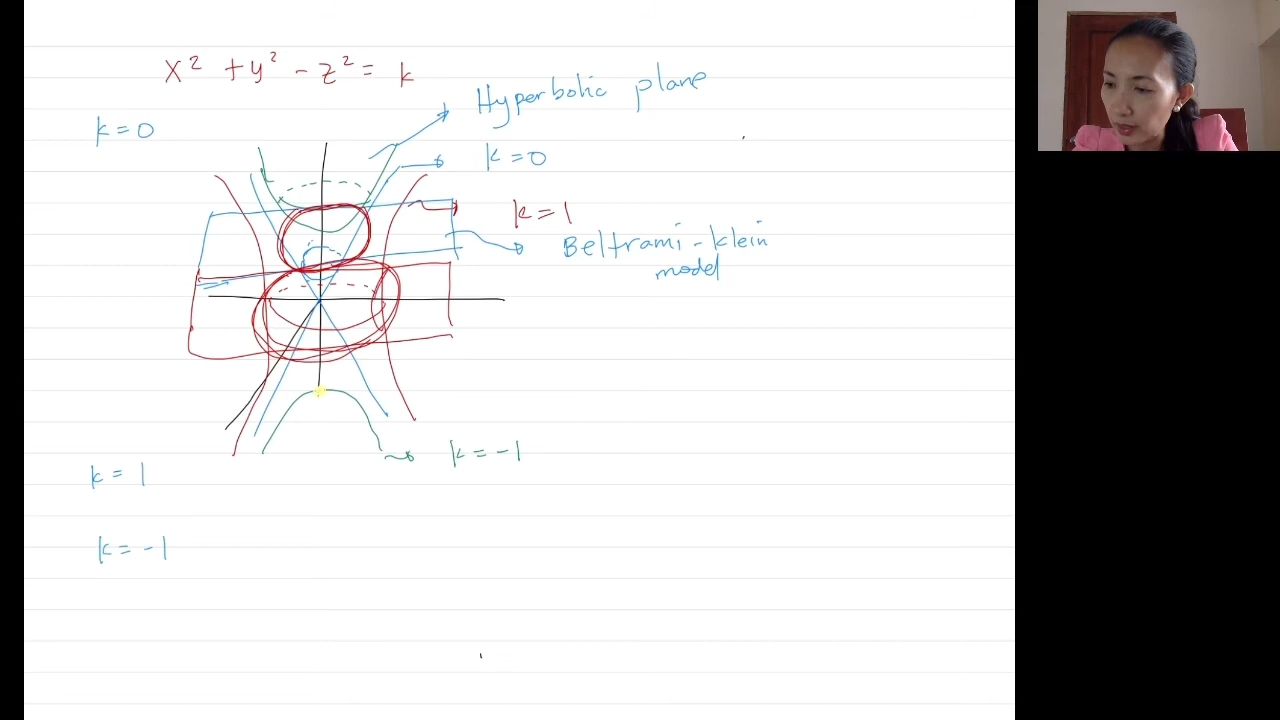 x² + y² - z² = k
Hyperbolic plane
k = 0
k = 0
k = 1
Beltrami - klein
model
k = -1
k = 1
k = -1